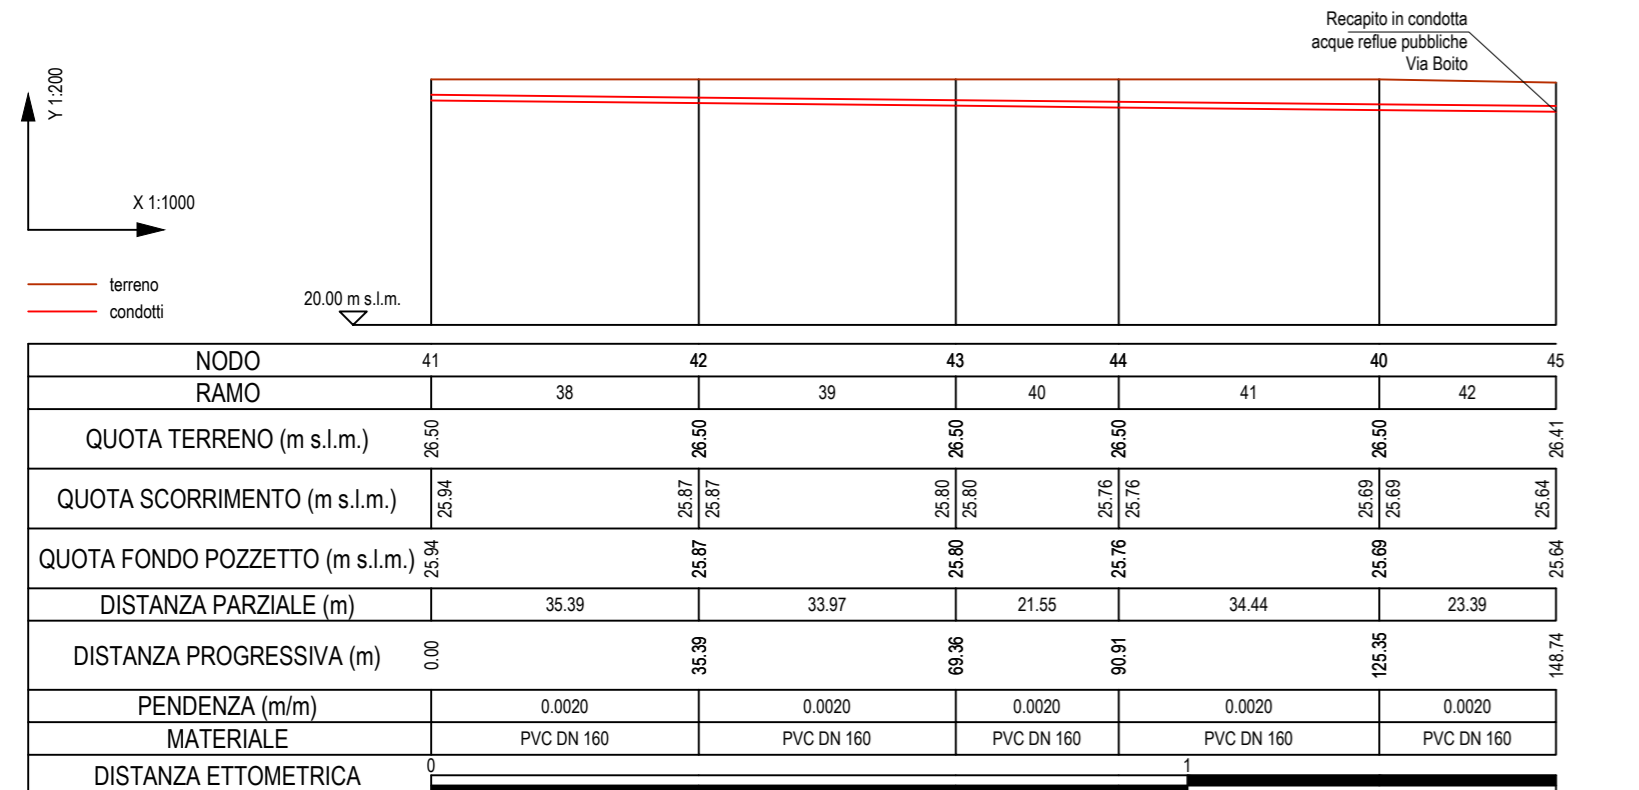 Recapito in condotta
acque reflue pubbliche
Via Boito
Y 1:200
X 1:1000
terreno
condotti
20.00 m s.l.m.
NODO 41 42 43 44 40 45
RAMO 38 39 40 41 42
QUOTA TERRENO (m s.l.m.) 26.50 26.50 26.50 26.50 26.50 26.41
QUOTA SCORRIMENTO (m s.l.m.) 25.94 25.87 25.87 25.80 25.80 25.76 25.76 25.69 25.69 25.64
QUOTA FONDO POZZETTO (m s.l.m.) 25.94 25.87 25.80 25.76 25.69 25.64
DISTANZA PARZIALE (m) 35.39 33.97 21.55 34.44 23.39
DISTANZA PROGRESSIVA (m) 0.00 35.39 69.36 90.91 125.35 148.74
PENDENZA (m/m) 0.0020 0.0020 0.0020 0.0020 0.0020
MATERIALE PVC DN 160 PVC DN 160 PVC DN 160 PVC DN 160 PVC DN 160
DISTANZA ETTOMETRICA 0 1